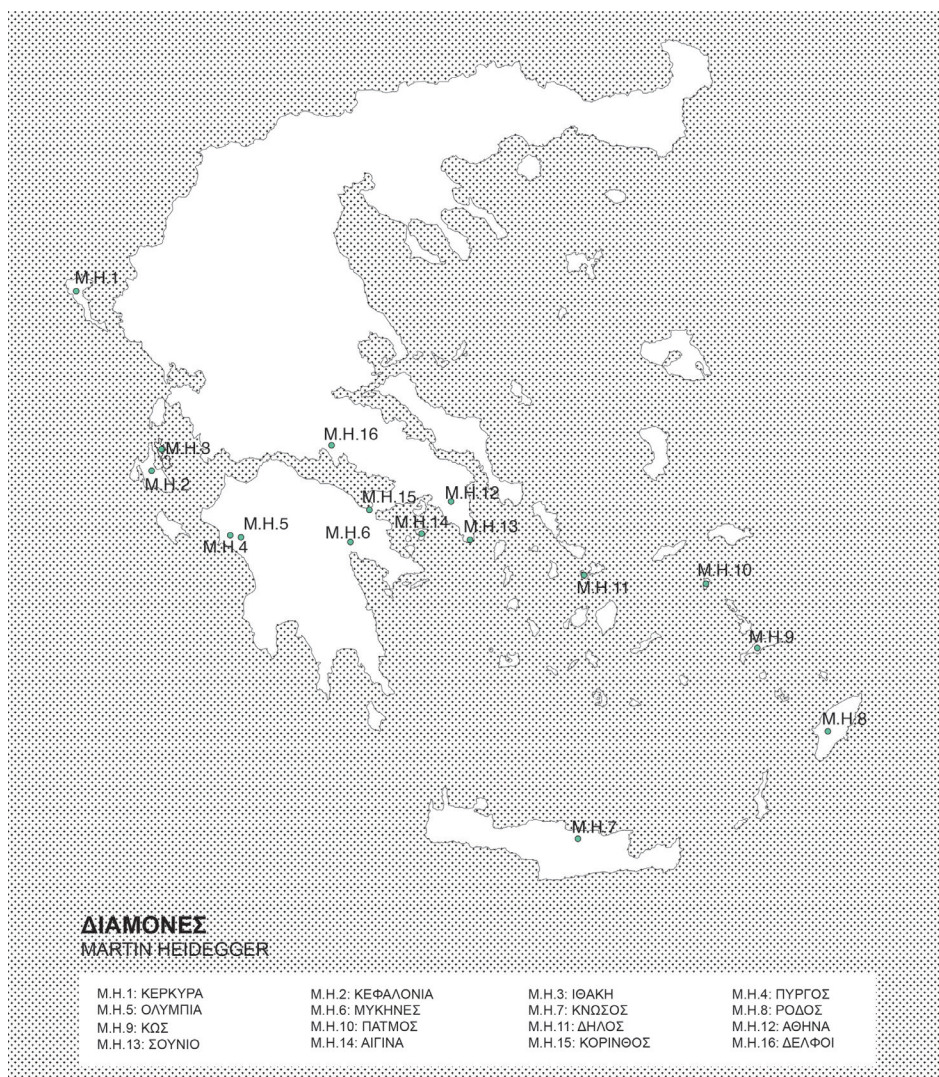 M.H.1
M.H.16
M.H.3
M.H.2
M.H.12
M.H.15
M.H.5
M.H.14
M.H.13
M.H.6
M.H.4
M.H.10
M.H.11
M.H.9
M.H.8
M.H.7
ΔΙΑΜΟΝΕΣ
MARTIN HEIDEGGER
M.H.1: ΚΕΡΚΥΡΑ M.H.2: ΚΕΦΑΛΟΝΙΑ M.H.3: ΙΘΑΚΗ M.H.4: ΠΥΡΓΟΣ
M.H.5: ΟΛΥΜΠΙΑ M.H.6: ΜΥΚΗΝΕΣ M.H.7: ΚΝΩΣΟΣ M.H.8: ΡΟΔΟΣ
M.H.9: ΚΩΣ M.H.10: ΠΑΤΜΟΣ M.H.11: ΔΗΛΟΣ M.H.12: ΑΘΗΝΑ
M.H.13: ΣΟΥΝΙΟ M.H.14: ΑΙΓΙΝΑ M.H.15: ΚΟΡΙΝΘΟΣ M.H.16: ΔΕΛΦΟΙ